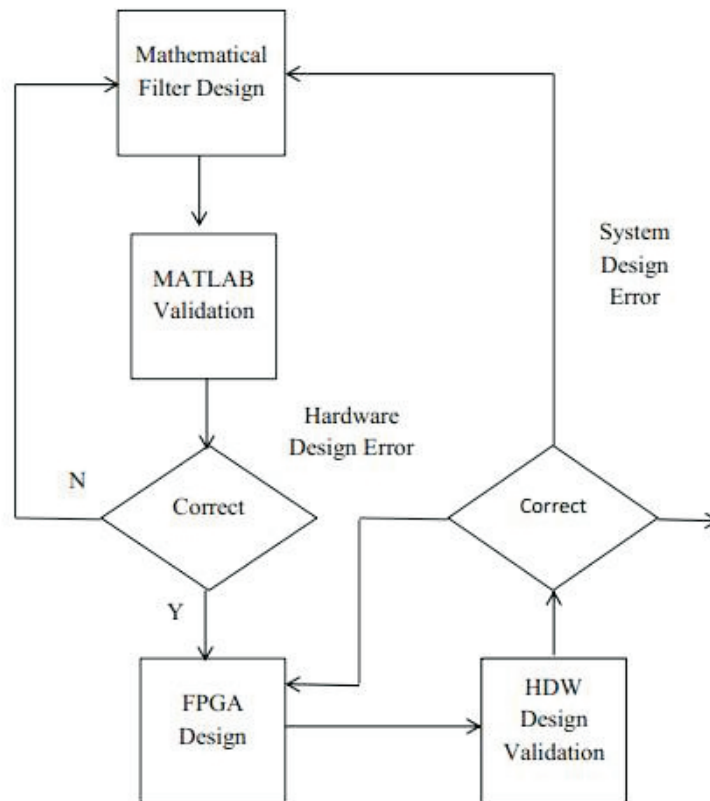 Mathematical
Filter Design
MATLAB
Validation
System
Design
Error
Hardware
Design Error
N
Correct
Correct
Y
FPGA
Design
HDW
Design
Validation